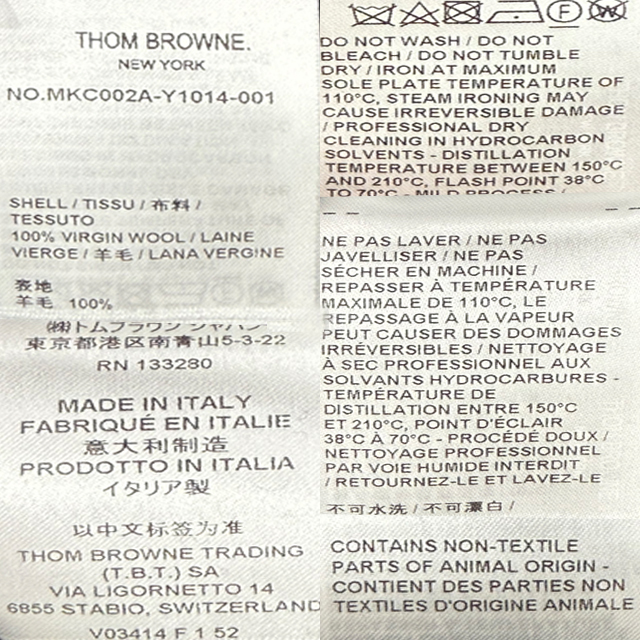 THOM BROWNE.
NEW YORK
NO.MKC002A-Y1014-001
SHELL / TISSU / 布料 /
TESSUTO
100% VIRGIN WOOL / LAINE
VIERGE / 羊毛 / LANA VERGINE
表地
羊毛 100%
㈱トムブラウン ジャパン
東京都港区南青山5-3-22
RN 133280
MADE IN ITALY
FABRIQUÉ EN ITALIE
意大利制造
PRODOTTO IN ITALIA
イタリア製
以中文标签为准
THOM BROWNE TRADING
(T.B.T.) SA
VIA LIGORNETTO 14
6855 STABIO, SWITZERLAND
V03414 F 1 52
DO NOT WASH / DO NOT
BLEACH / DO NOT TUMBLE
DRY / IRON AT MAXIMUM
SOLE PLATE TEMPERATURE OF
110°C, STEAM IRONING MAY
CAUSE IRREVERSIBLE DAMAGE
/ PROFESSIONAL DRY
CLEANING IN HYDROCARBON
SOLVENTS - DISTILLATION
TEMPERATURE BETWEEN 150°C
AND 210°C, FLASH POINT 38°C
TO 70°C - MILD PROCESS /
NE PAS LAVER / NE PAS
JAVELLISER / NE PAS
SÉCHER EN MACHINE /
REPASSER À TEMPÉRATURE
MAXIMALE DE 110°C, LE
REPASSAGE À LA VAPEUR
PEUT CAUSER DES DOMMAGES
IRRÉVERSIBLES / NETTOYAGE
À SEC PROFESSIONNEL AUX
SOLVANTS HYDROCARBURES -
TEMPÉRATURE DE
DISTILLATION ENTRE 150°C
ET 210°C, POINT D'ÉCLAIR
38°C À 70°C - PROCÉDÉ DOUX /
NETTOYAGE PROFESSIONNEL
PAR VOIE HUMIDE INTERDIT
/ RETOURNEZ-LE ET LAVEZ-LE
不可水洗 / 不可漂白 /
CONTAINS NON-TEXTILE
PARTS OF ANIMAL ORIGIN -
CONTIENT DES PARTIES NON
TEXTILES D'ORIGINE ANIMALE